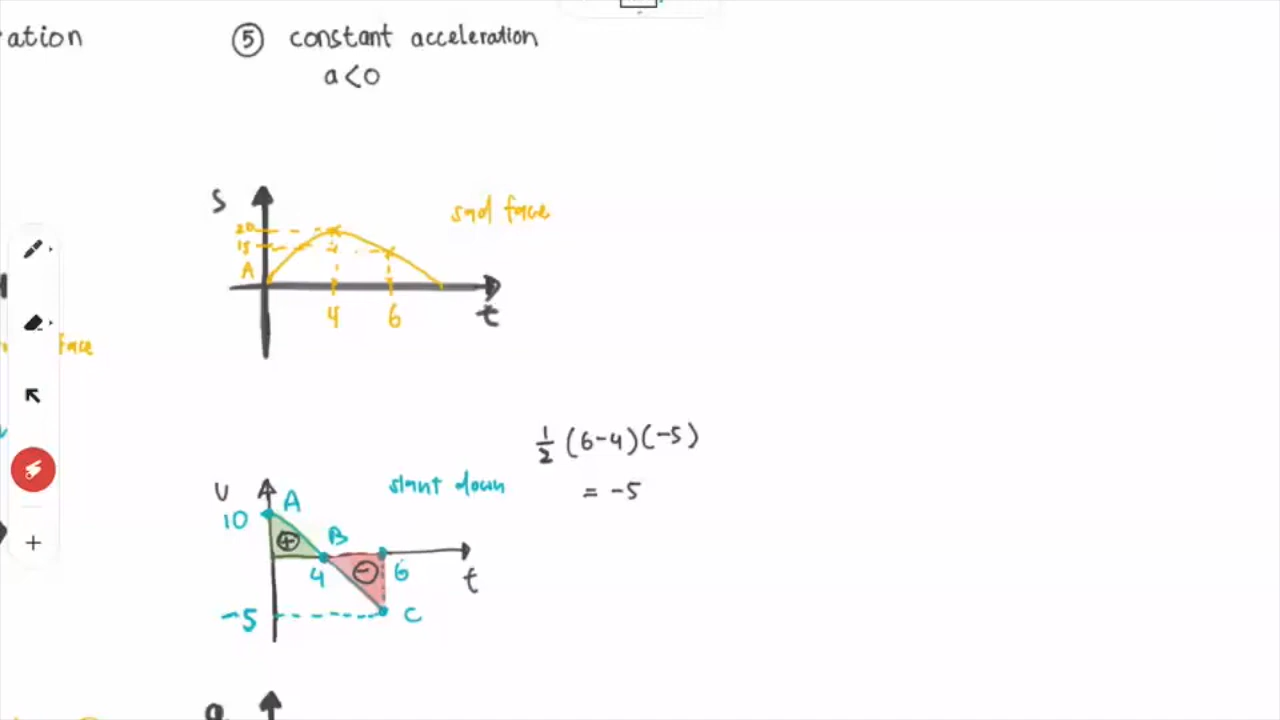 ation
⑤ constant acceleration
a<0
S
sad face
20
15
A
4
6
t
face
½ (6-4)(-5)
= -5
slant down
v
A
10
+
B
4
-
6
t
-5
C
a